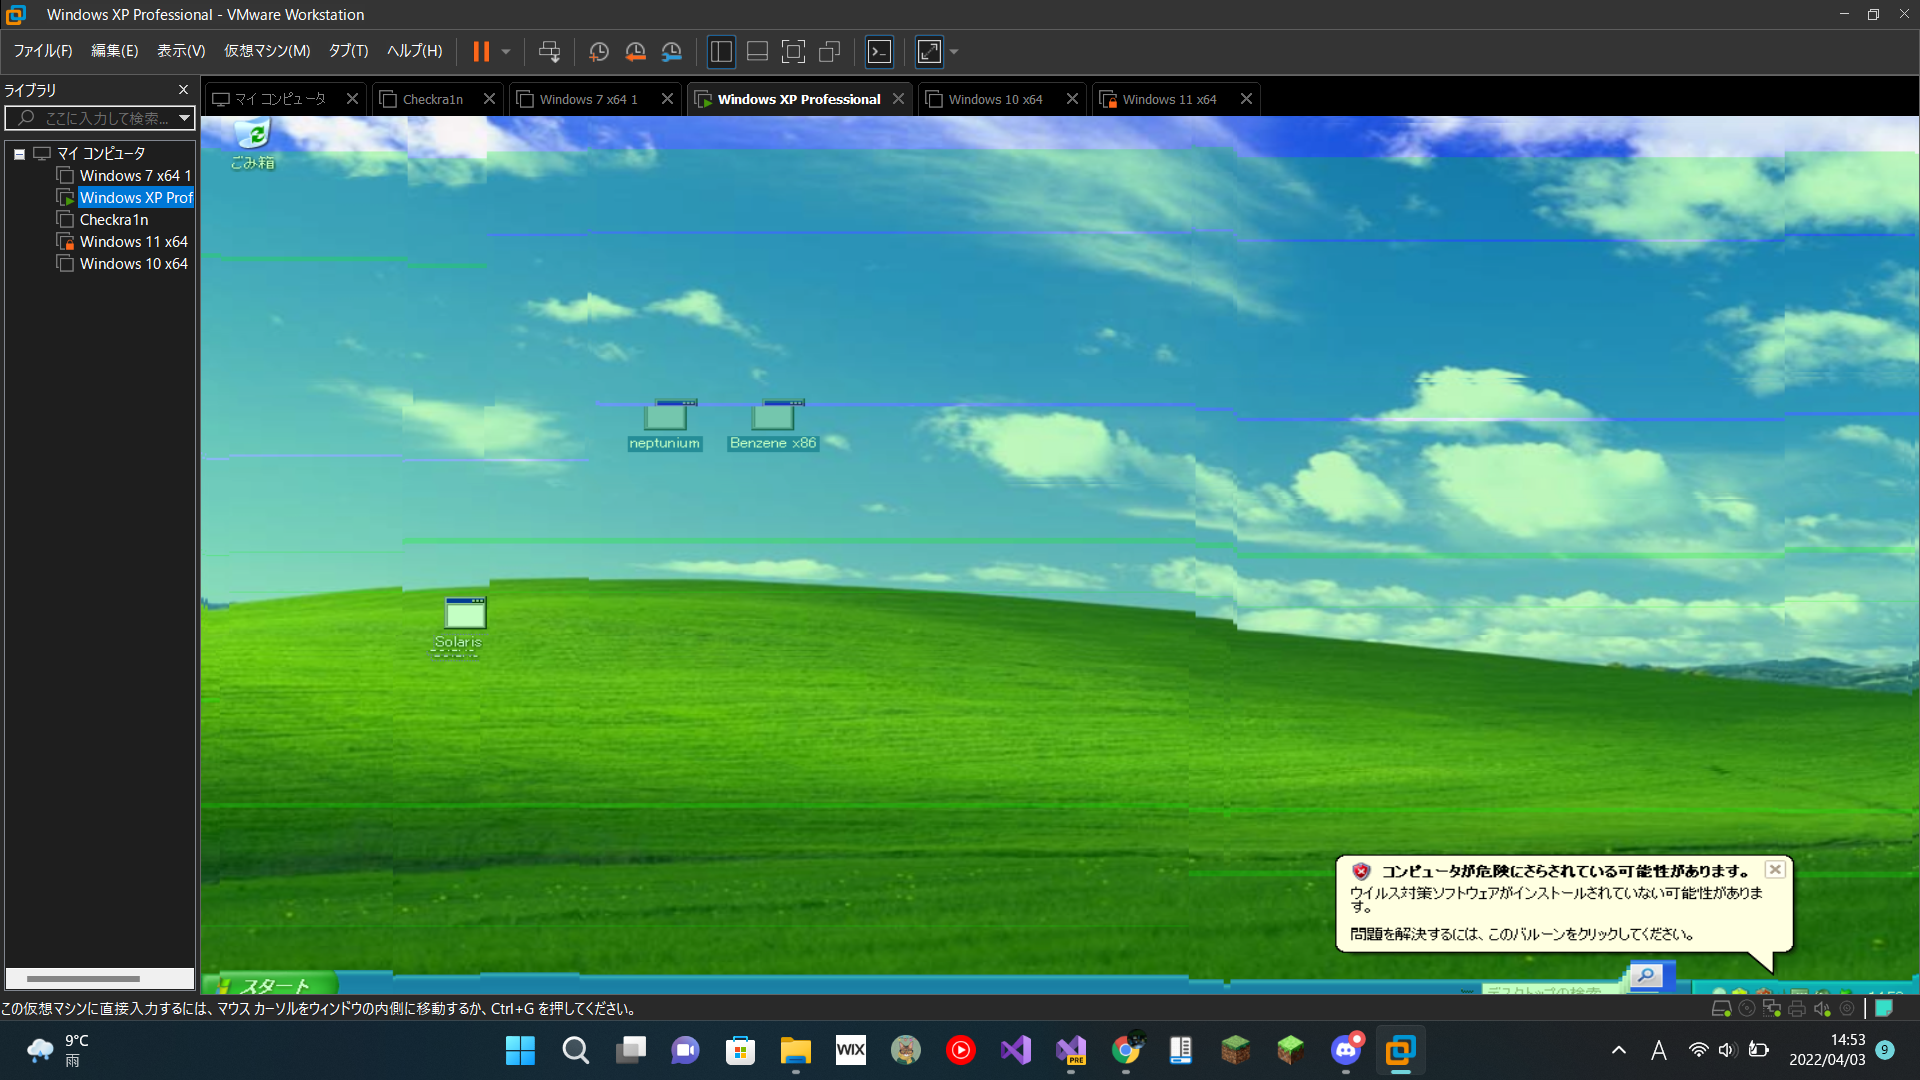 Windows XP Professional - VMware Workstation
ファイル(F) 編集(E) 表示(V) 仮想マシン(M) タブ(T) ヘルプ(H)
ライブラリ
ここに入力して検索...
マイ コンピュータ
Windows 7 x64 1
Windows XP Prof
Checkra1n
Windows 11 x64
Windows 10 x64
マイ コンピュータ
Checkra1n
Windows 7 x64 1
Windows XP Professional
Windows 10 x64
Windows 11 x64
ごみ箱
neptunium
Benzene x86
Solaris
コンピュータが危険にさらされている可能性があります。
ウイルス対策ソフトウェアがインストールされていない可能性がありま
す。
問題を解決するには、このバルーンをクリックしてください。
スタート
デスクトップの検索
この仮想マシンに直接入力するには、マウス カーソルをウィンドウの内側に移動するか、Ctrl+G を押してください。
9°C
雨
WIX
PRE
A
14:53
2022/04/03
9